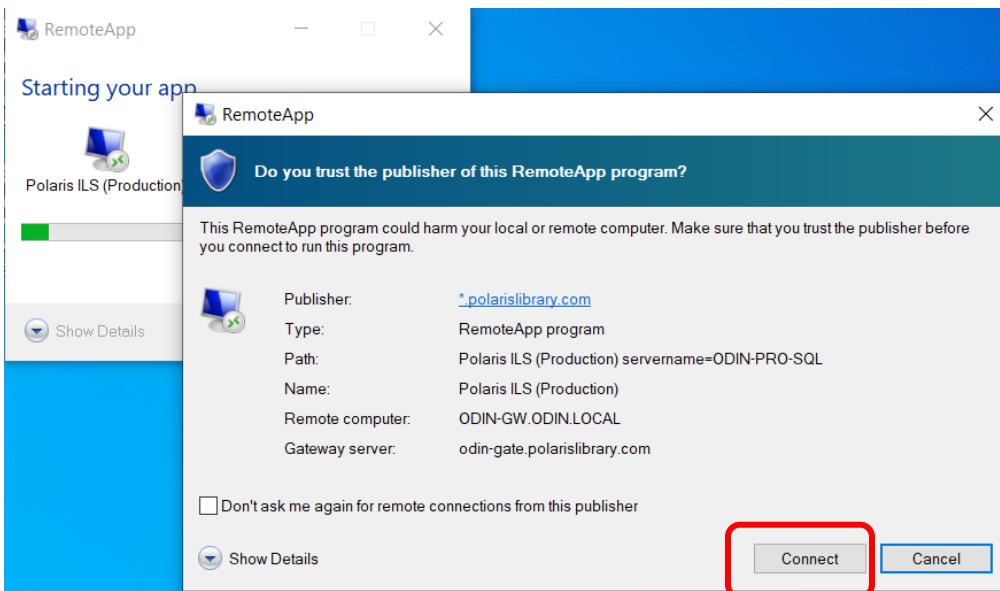 RemoteApp
Starting your app
Polaris ILS (Production)
Show Details
RemoteApp
Do you trust the publisher of this RemoteApp program?
This RemoteApp program could harm your local or remote computer. Make sure that you trust the publisher before
you connect to run this program.
Publisher: *.polarislibrary.com
Type: RemoteApp program
Path: Polaris ILS (Production) servername=ODIN-PRO-SQL
Name: Polaris ILS (Production)
Remote computer: ODIN-GW.ODIN.LOCAL
Gateway server: odin-gate.polarislibrary.com
Don't ask me again for remote connections from this publisher
Show Details
Connect
Cancel